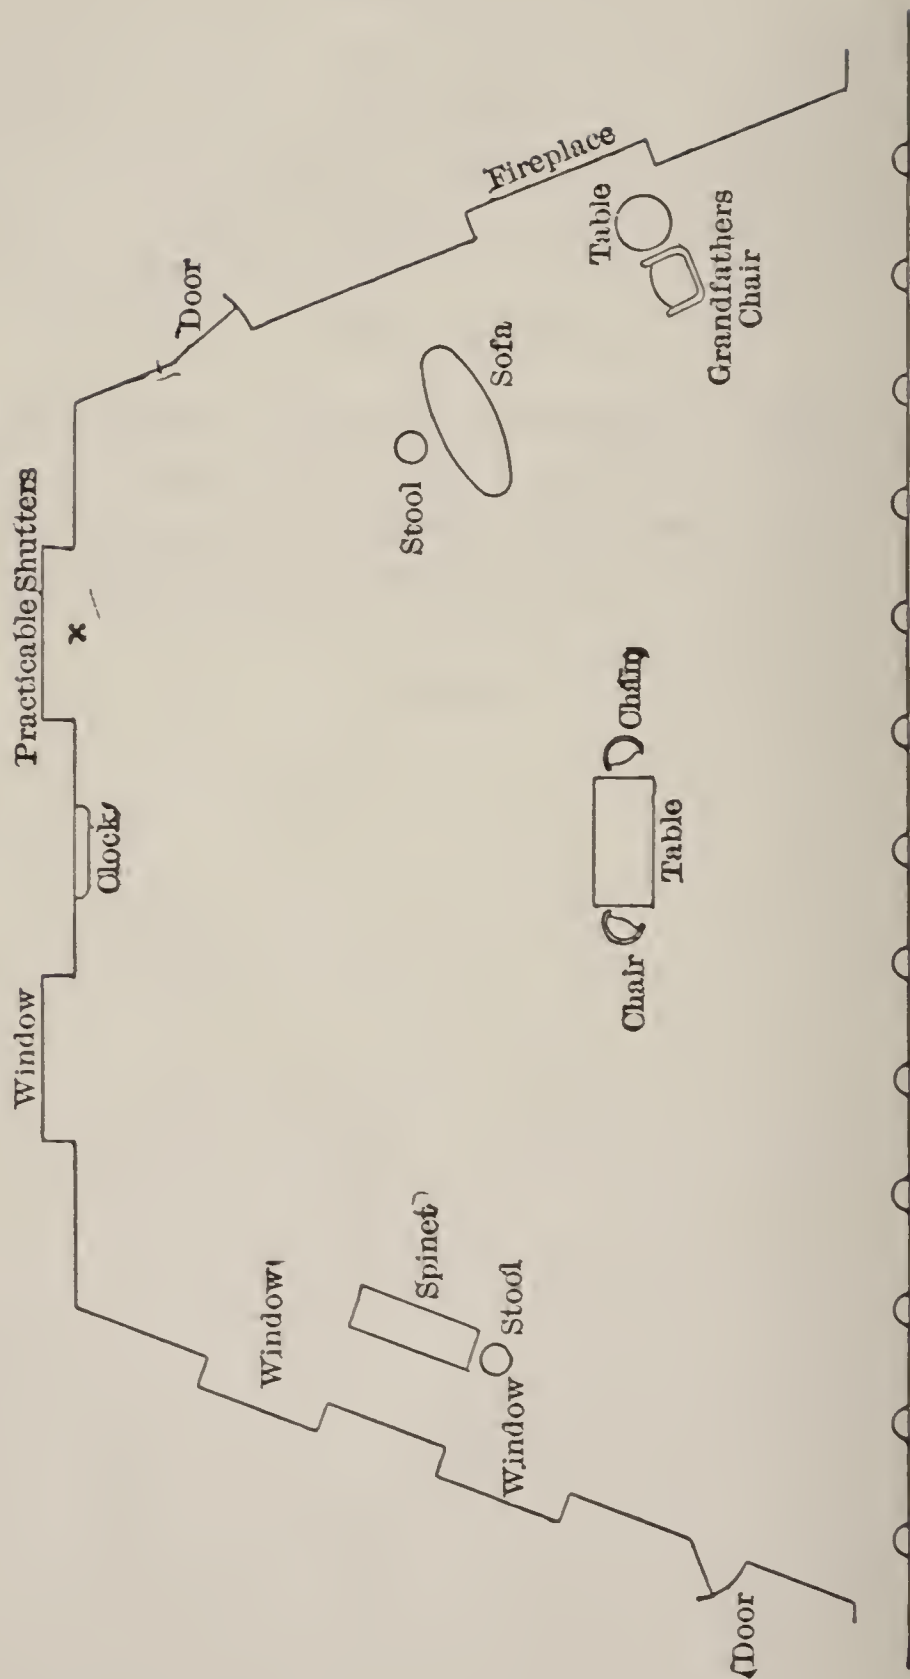 Practicable Shutters
x
Window
Clock
Door
Fireplace
Window
Spinet
Stool
Window
Stool
Sofa
Table
Grandfathers
Chair
Chair
Table
Chair
Door